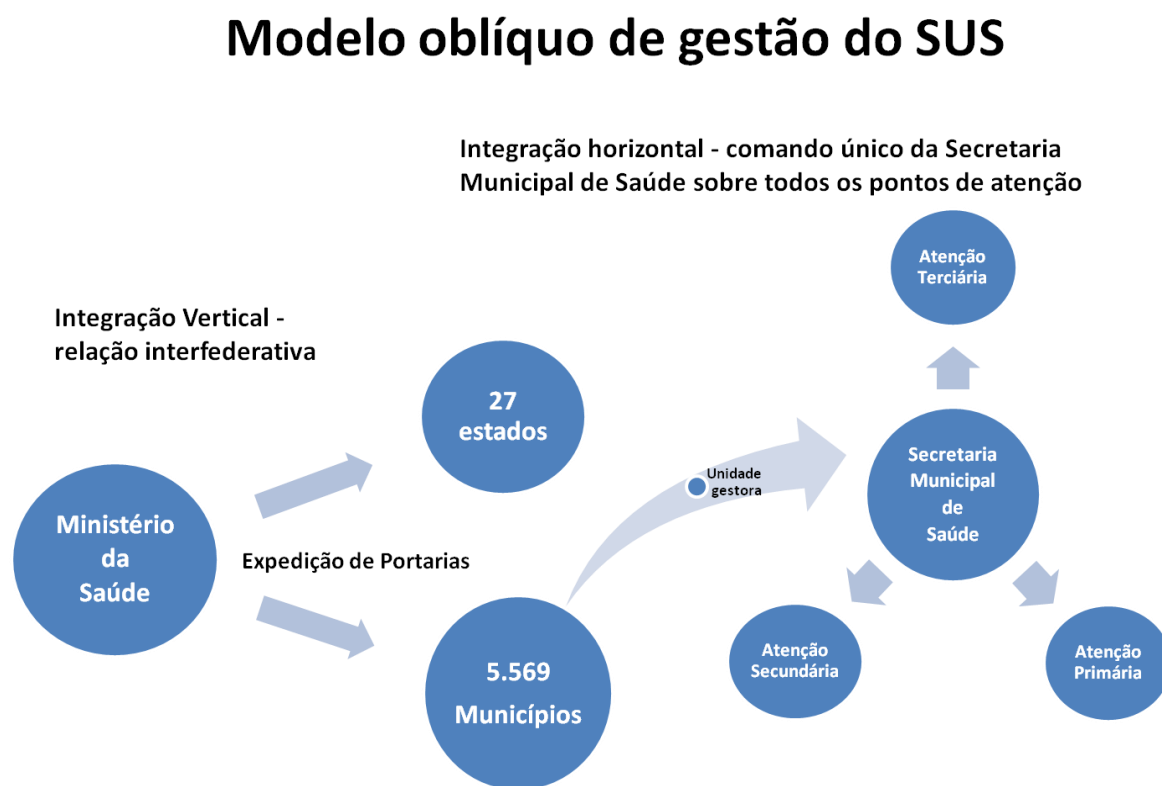 Modelo oblíquo de gestão do SUS
Integração horizontal - comando único da Secretaria
Municipal de Saúde sobre todos os pontos de atenção
Atenção
Terciária
Integração Vertical -
relação interfederativa
27
estados
Ministério
da
Saúde
Expedição de Portarias
5.569
Municípios
Unidade
gestora
Secretaria
Municipal
de
Saúde
Atenção
Secundária
Atenção
Primária